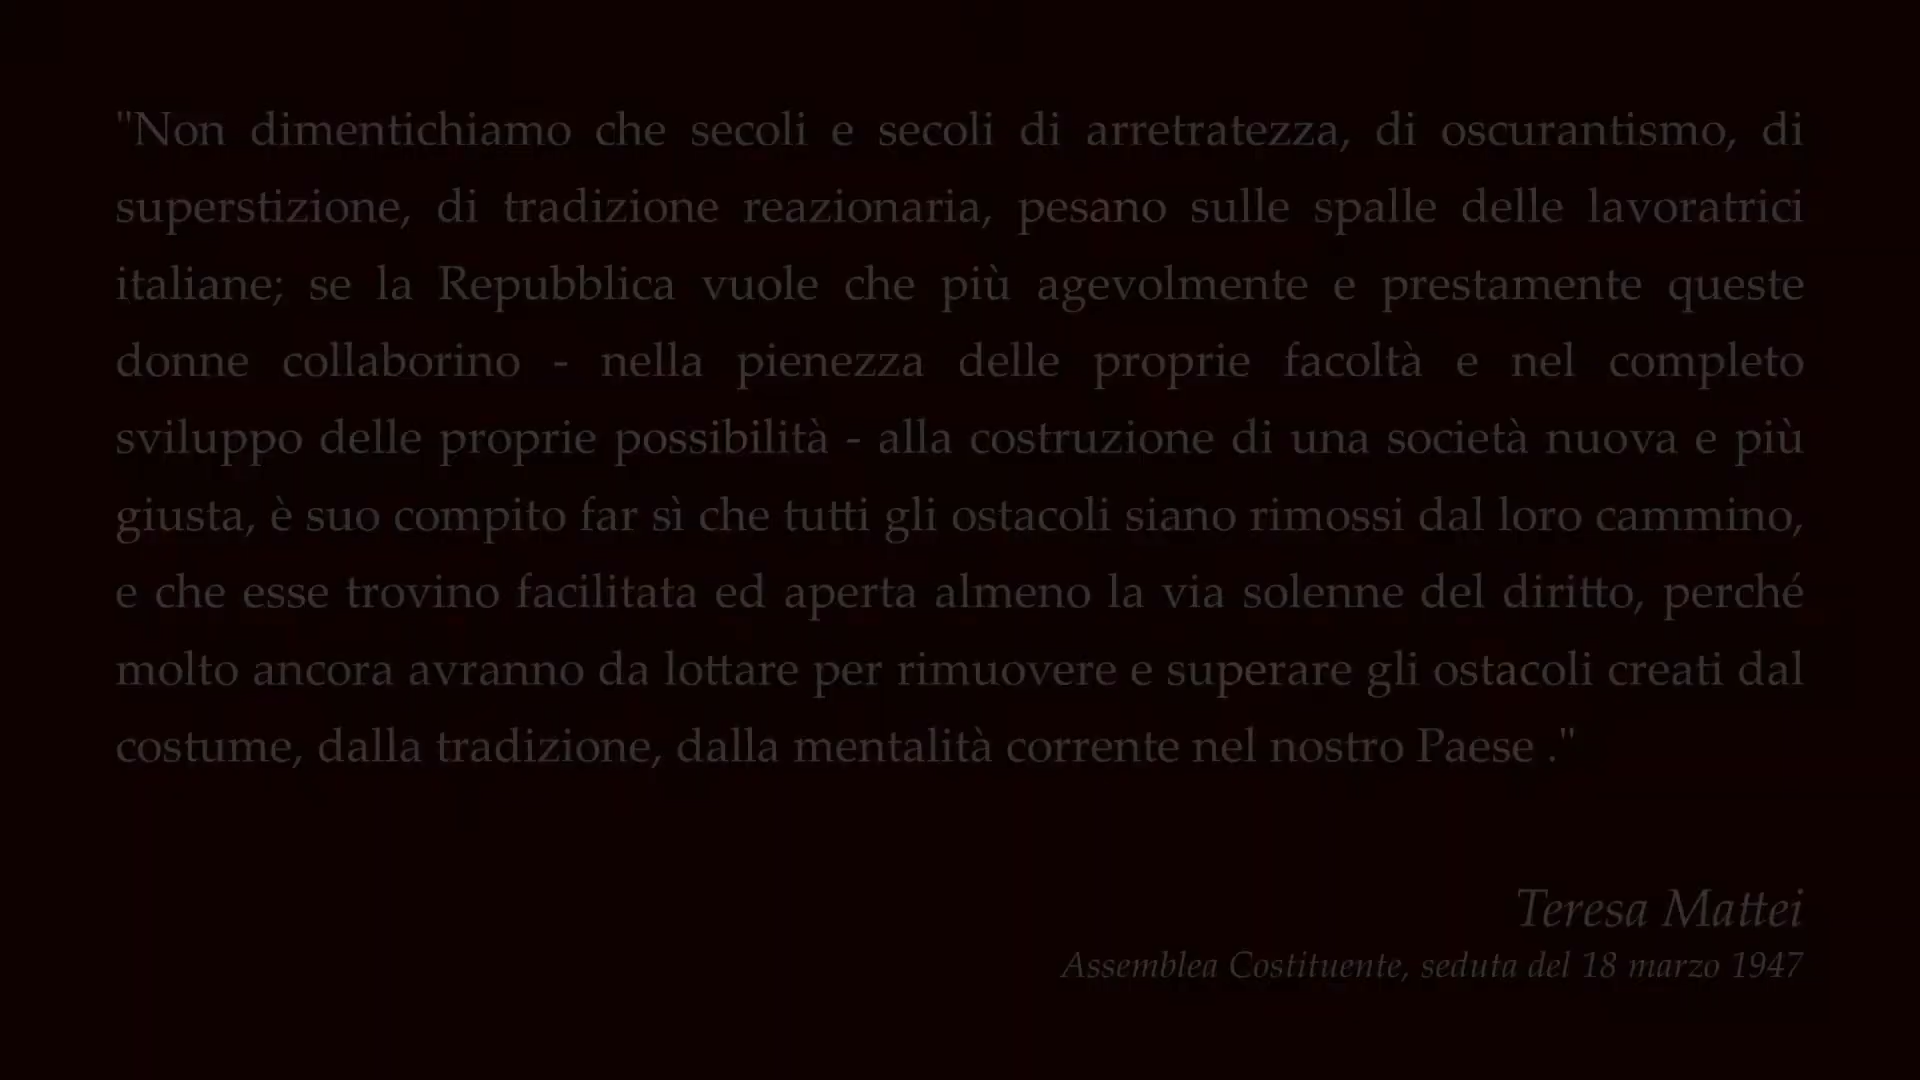 "Non dimentichiamo che secoli e secoli di arretratezza, di oscurantismo, di
superstizione, di tradizione reazionaria, pesano sulle spalle delle lavoratrici
italiane; se la Repubblica vuole che più agevolmente e prestamente queste
donne collaborino - nella pienezza delle proprie facoltà e nel completo
sviluppo delle proprie possibilità - alla costruzione di una società nuova e più
giusta, è suo compito far sì che tutti gli ostacoli siano rimossi dal loro cammino,
e che esse trovino facilitata ed aperta almeno la via solenne del diritto, perché
molto ancora avranno da lottare per rimuovere e superare gli ostacoli creati dal
costume, dalla tradizione, dalla mentalità corrente nel nostro Paese ."
Teresa Mattei
Assemblea Costituente, seduta del 18 marzo 1947